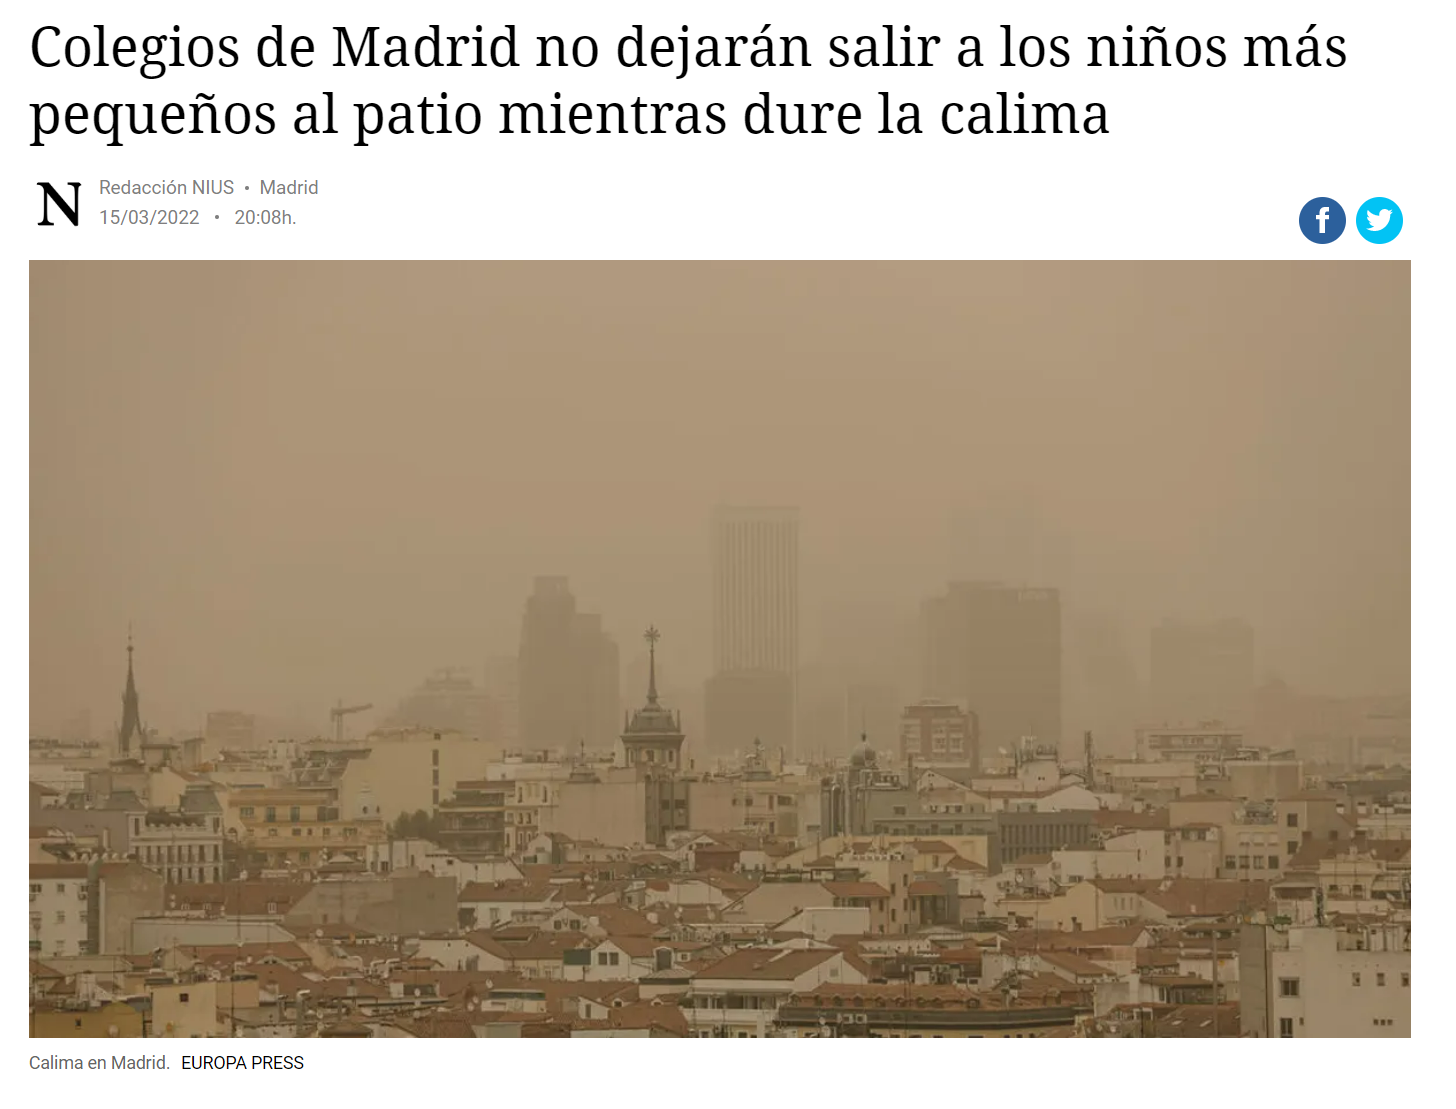 Colegios de Madrid no dejarán salir a los niños más
pequeños al patio mientras dure la calima
N
Redacción NIUS • Madrid
15/03/2022 • 20:08h.
Calima en Madrid. EUROPA PRESS